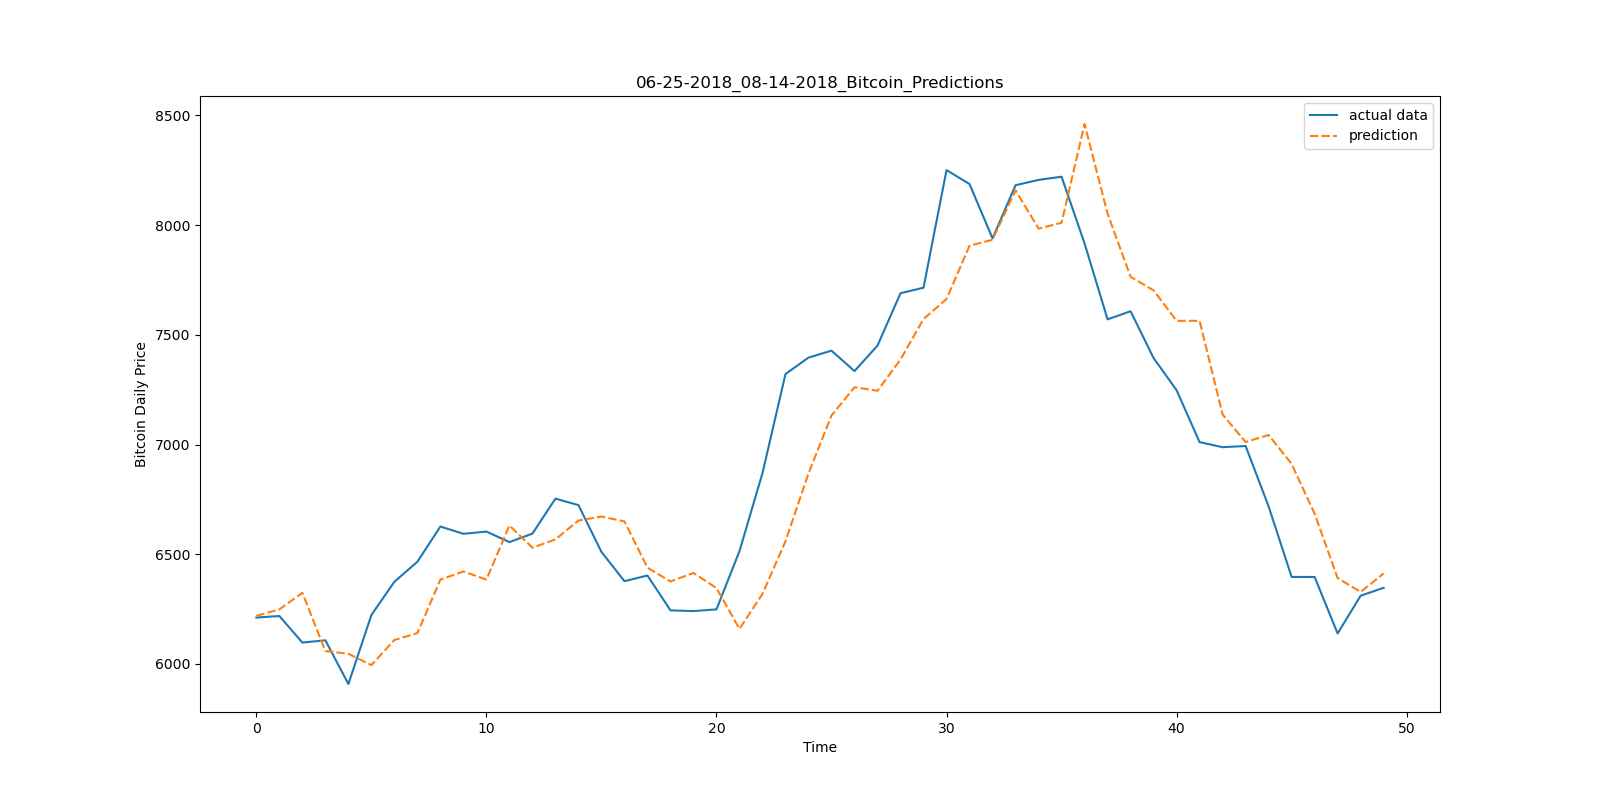 06-25-2018_08-14-2018_Bitcoin_Predictions
actual data
prediction
8500
8000
7500
7000
6500
6000
Bitcoin Daily Price
0
10
20
30
40
50
Time